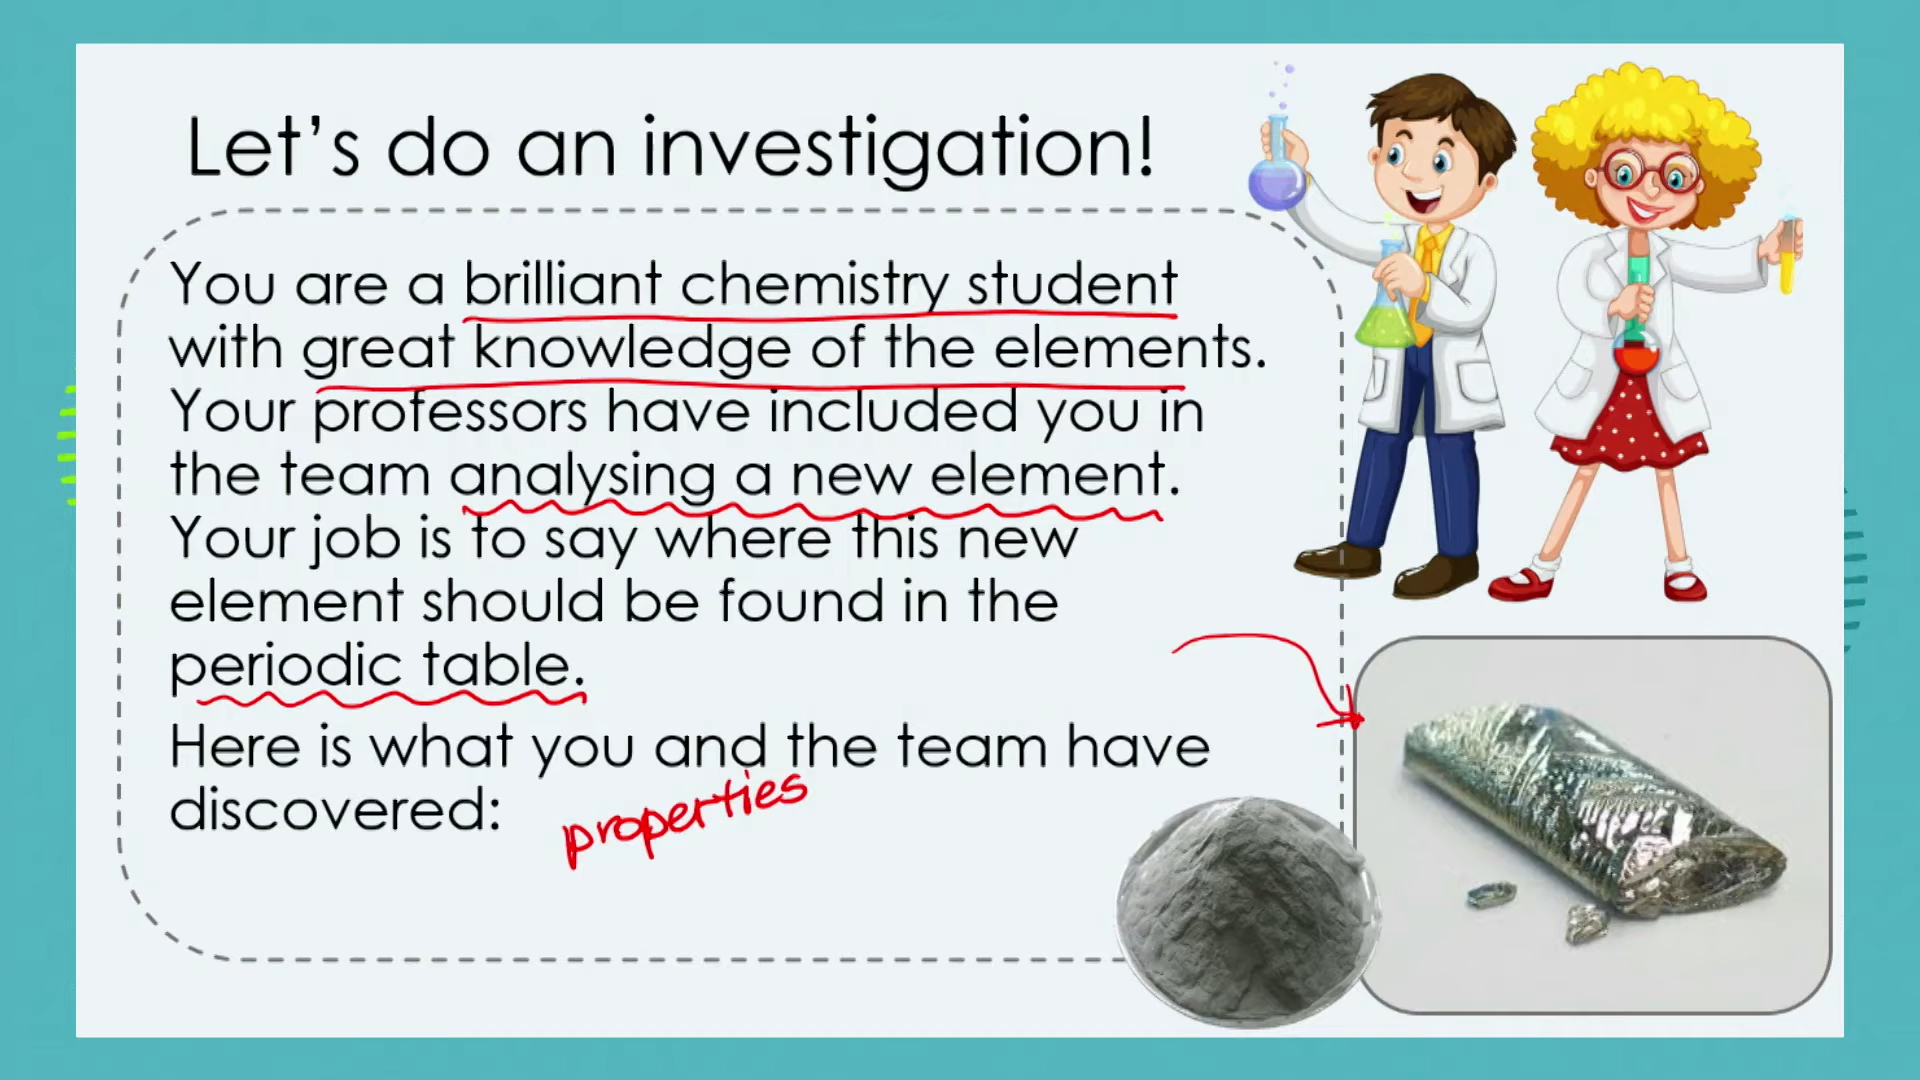 Let's do an investigation!
You are a brilliant chemistry student
with great knowledge of the elements.
Your professors have included you in
the team analysing a new element.
Your job is to say where this new
element should be found in the
periodic table.
Here is what you and the team have
discovered:
properties